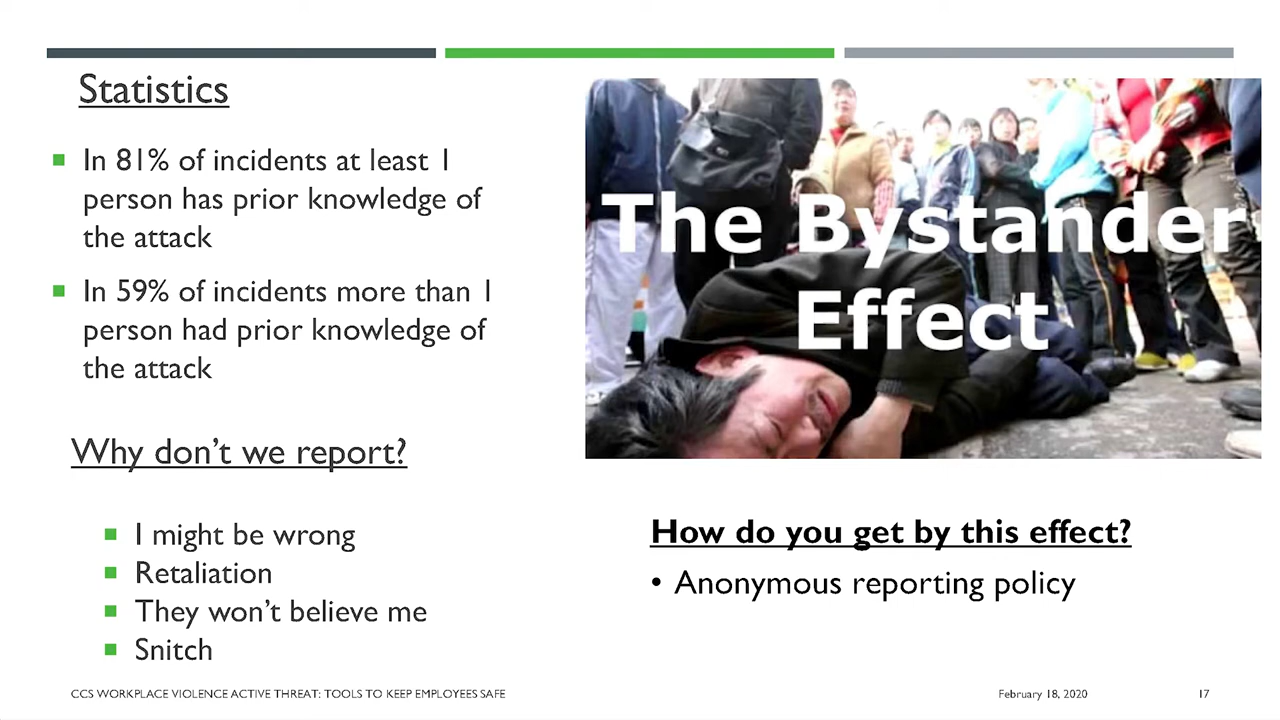 Statistics
In 81% of incidents at least 1
person has prior knowledge of
the attack
In 59% of incidents more than 1
person had prior knowledge of
the attack
Why don't we report?
I might be wrong
Retaliation
They won't believe me
Snitch
The Bystander
Effect
How do you get by this effect?
• Anonymous reporting policy
CCS WORKPLACE VIOLENCE ACTIVE THREAT: TOOLS TO KEEP EMPLOYEES SAFE
February 18, 2020
17